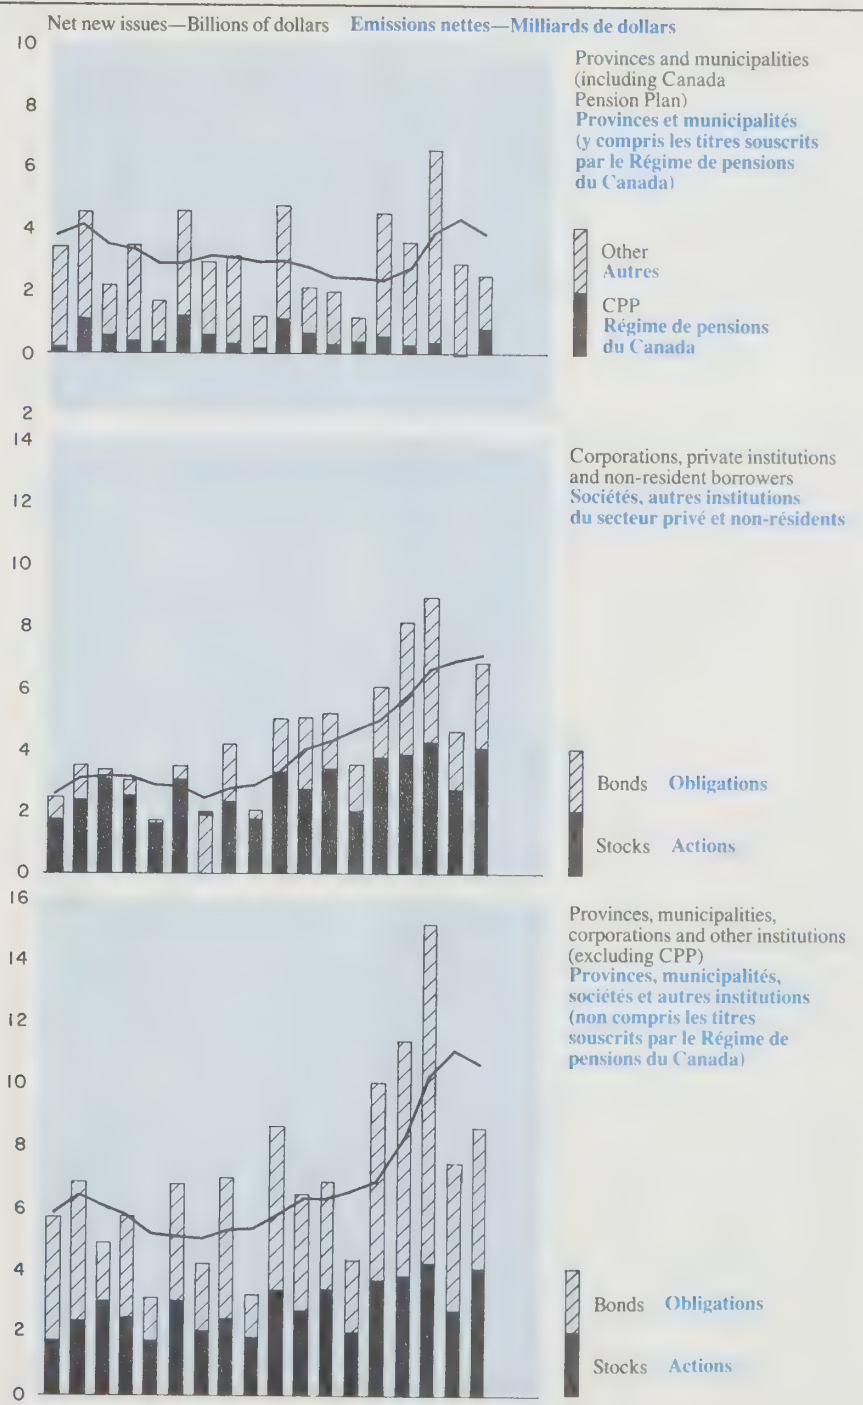 Net new issues—Billions of dollars Emissions nettes—Milliards de dollars
10
8
6
4
2
0
2
Provinces and municipalities
(including Canada
Pension Plan)
Provinces et municipalités
(y compris les titres souscrits
par le Régime de pensions
du Canada)
Other
Autres
CPP
Régime de pensions
du Canada
14
12
10
8
6
4
2
0
Corporations, private institutions
and non-resident borrowers
Sociétés, autres institutions
du secteur privé et non-résidents
Bonds Obligations
Stocks Actions
16
14
12
10
8
6
4
2
0
Provinces, municipalities,
corporations and other institutions
(excluding CPP)
Provinces, municipalités,
sociétés et autres institutions
(non compris les titres
souscrits par le Régime de
pensions du Canada)
Bonds Obligations
Stocks Actions